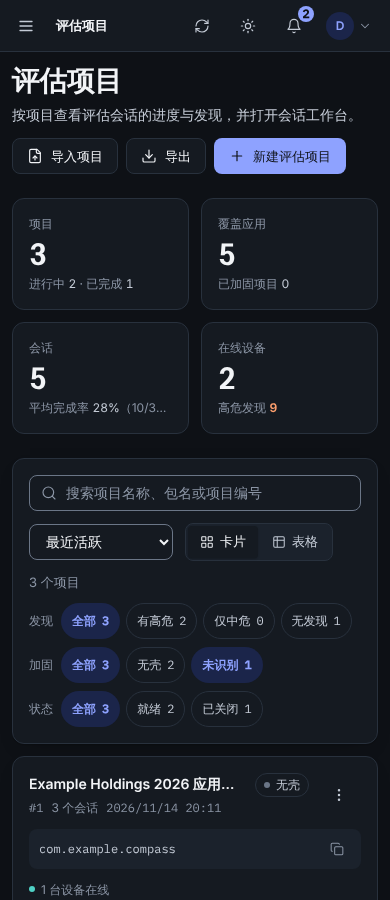 评估项目
2
D
评估项目
按项目查看评估会话的进度与发现，并打开会话工作台。
导入项目 导出 新建评估项目
项目
3
进行中 2 · 已完成 1
覆盖应用
5
已加固项目 0
会话
5
平均完成率 28%（10/3...
在线设备
2
高危发现 9
搜索项目名称、包名或项目编号
最近活跃 卡片 表格
3 个项目
发现 全部 3 有高危 2 仅中危 0 无发现 1
加固 全部 3 无壳 2 未识别 1
状态 全部 3 就绪 2 已关闭 1
Example Holdings 2026 应用... 无壳
#1 3 个会话 2026/11/14 20:11
com.example.compass
1 台设备在线